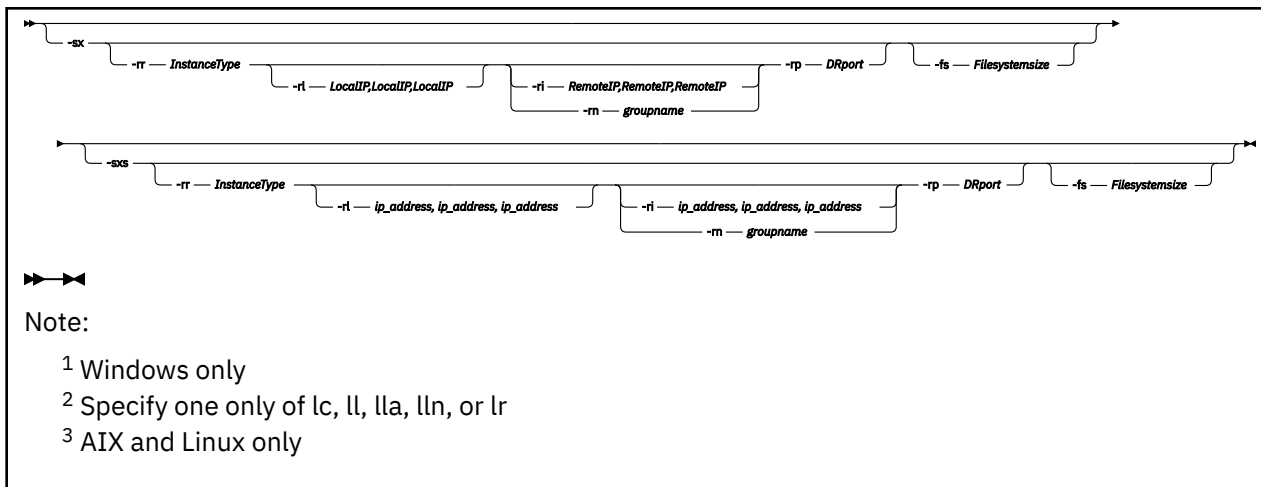 -sx
-rr InstanceType
-rl LocalIP,LocalIP,LocalIP
-ri RemoteIP,RemoteIP,RemoteIP
-rn groupname
-rp DRport
-fs Filesystemsize
-sxs
-rr InstanceType
-rl ip_address, ip_address, ip_address
-ri ip_address, ip_address, ip_address
-rn groupname
-rp DRport
-fs Filesystemsize
Note:
1 Windows only
2 Specify one only of lc, ll, lla, lln, or lr
3 AIX and Linux only